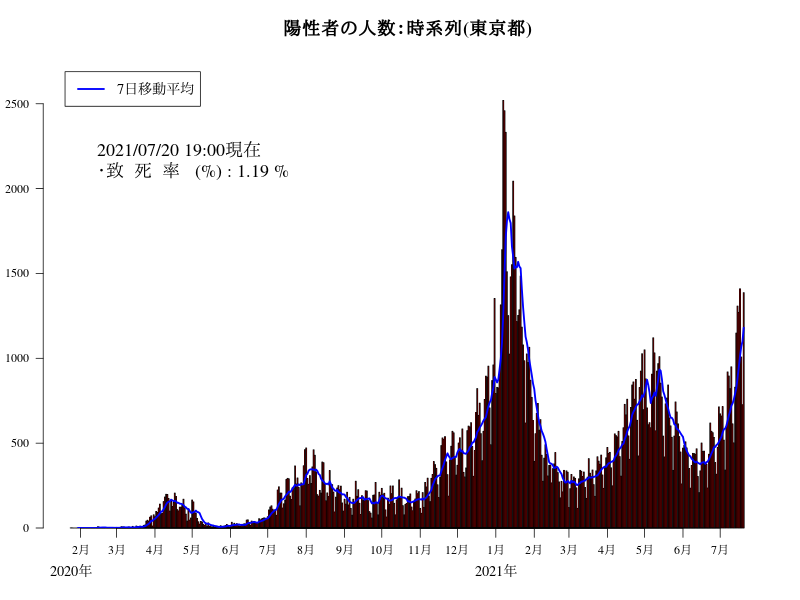 陽性者の人数:時系列(東京都)
7日移動平均
2021/07/20 19:00現在
・致 死 率 (%) : 1.19 %
2500
2000
1500
1000
500
0
2月 3月 4月 5月 6月 7月 8月 9月 10月 11月 12月 1月 2月 3月 4月 5月 6月 7月
2020年 2021年